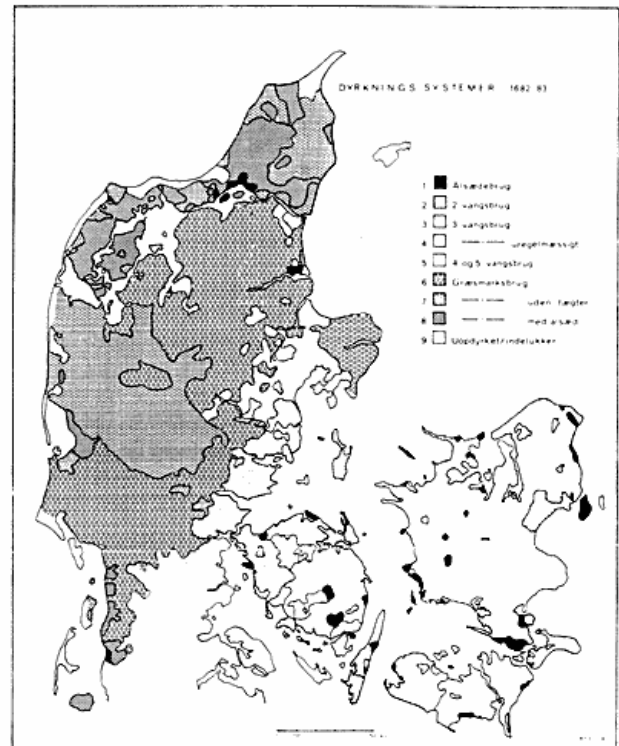 DYRKNINGS SYSTEMER 1682 83
1 Alsædebrug
2 2 vangsbrug
3 3 vangsbrug
4 —·— uregelmæssigt
5 4 og 5 vangsbrug
6 Græsmarksbrug
7 —·— uden tægter
8 —·— med alsæd
9 Uopdyrket/indelukker